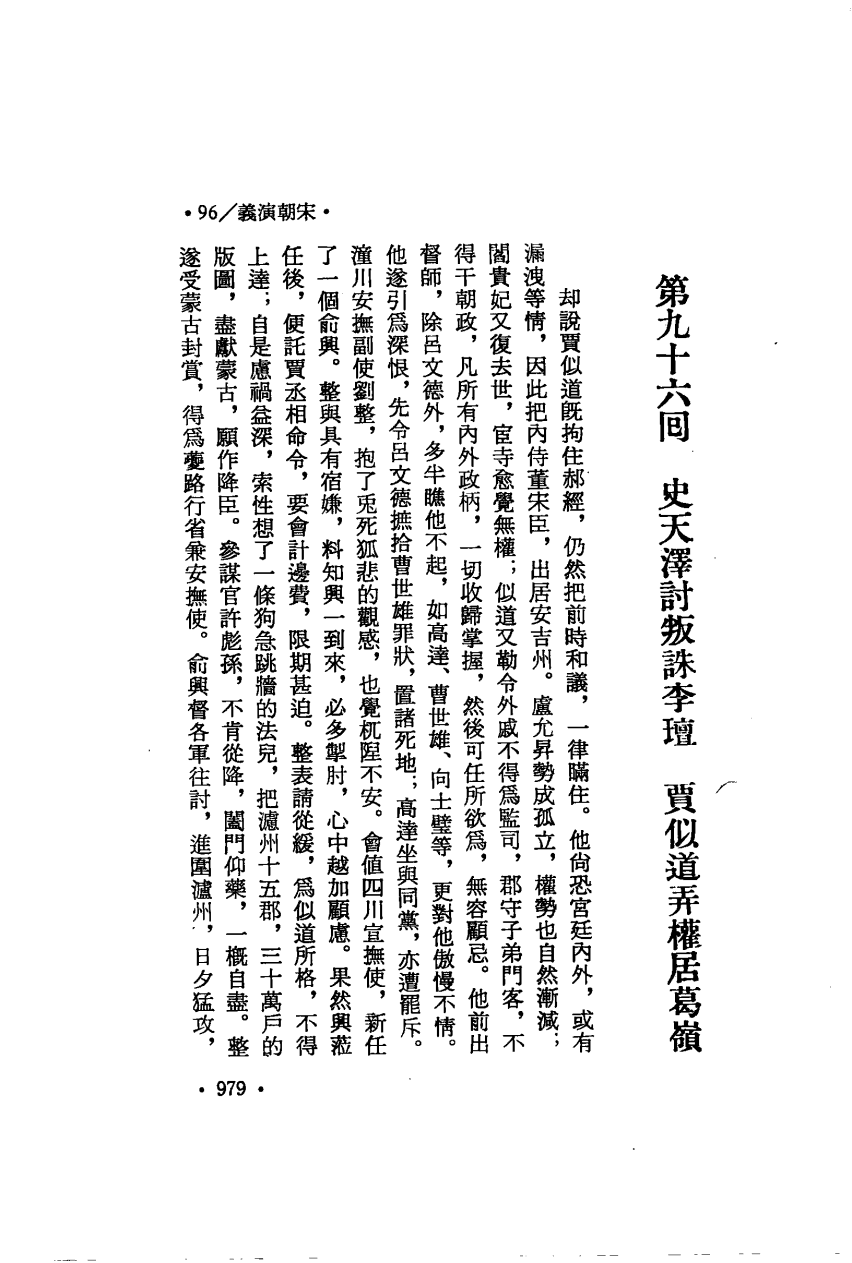 •96/義演朝宋•
第九十六回　史天澤討叛誅李璮　賈似道弄權居葛嶺
却說賈似道旣拘住郝經，仍然把前時和議，一律瞞住。他尙恐宮廷內外，或有
漏洩等情，因此把內侍董宋臣，出居安吉州。盧允昇勢成孤立，權勢也自然漸減；
閻貴妃又復去世，宦寺愈覺無權；似道又勒令外戚不得爲監司，郡守子弟門客，不
得干朝政，凡所有內外政柄，一切收歸掌握，然後可任所欲爲，無容顧忌。他前出
督師，除呂文德外，多半瞧他不起，如高達、曹世雄、向士璧等，更對他傲慢不情。
他遂引爲深恨，先令呂文德摭拾曹世雄罪狀，置諸死地；高達坐與同黨，亦遭罷斥。
潼川安撫副使劉整，抱了兎死狐悲的觀感，也覺杌隉不安。會值四川宣撫使，新任
了一個俞興。整與具有宿嫌，料知興一到來，必多掣肘，心中越加顧慮。果然興蒞
任後，便託賈丞相命令，要會計邊費，限期甚迫。整表請從緩，爲似道所格，不得
上達；自是慮禍益深，索性想了一條狗急跳牆的法兒，把瀘州十五郡，三十萬戶的
版圖，盡獻蒙古，願作降臣。參謀官許彪孫，不肯從降，闔門仰藥，一槪自盡。整
遂受蒙古封賞，得爲夔路行省兼安撫使。俞興督各軍往討，進圍瀘州，日夕猛攻，
•979•